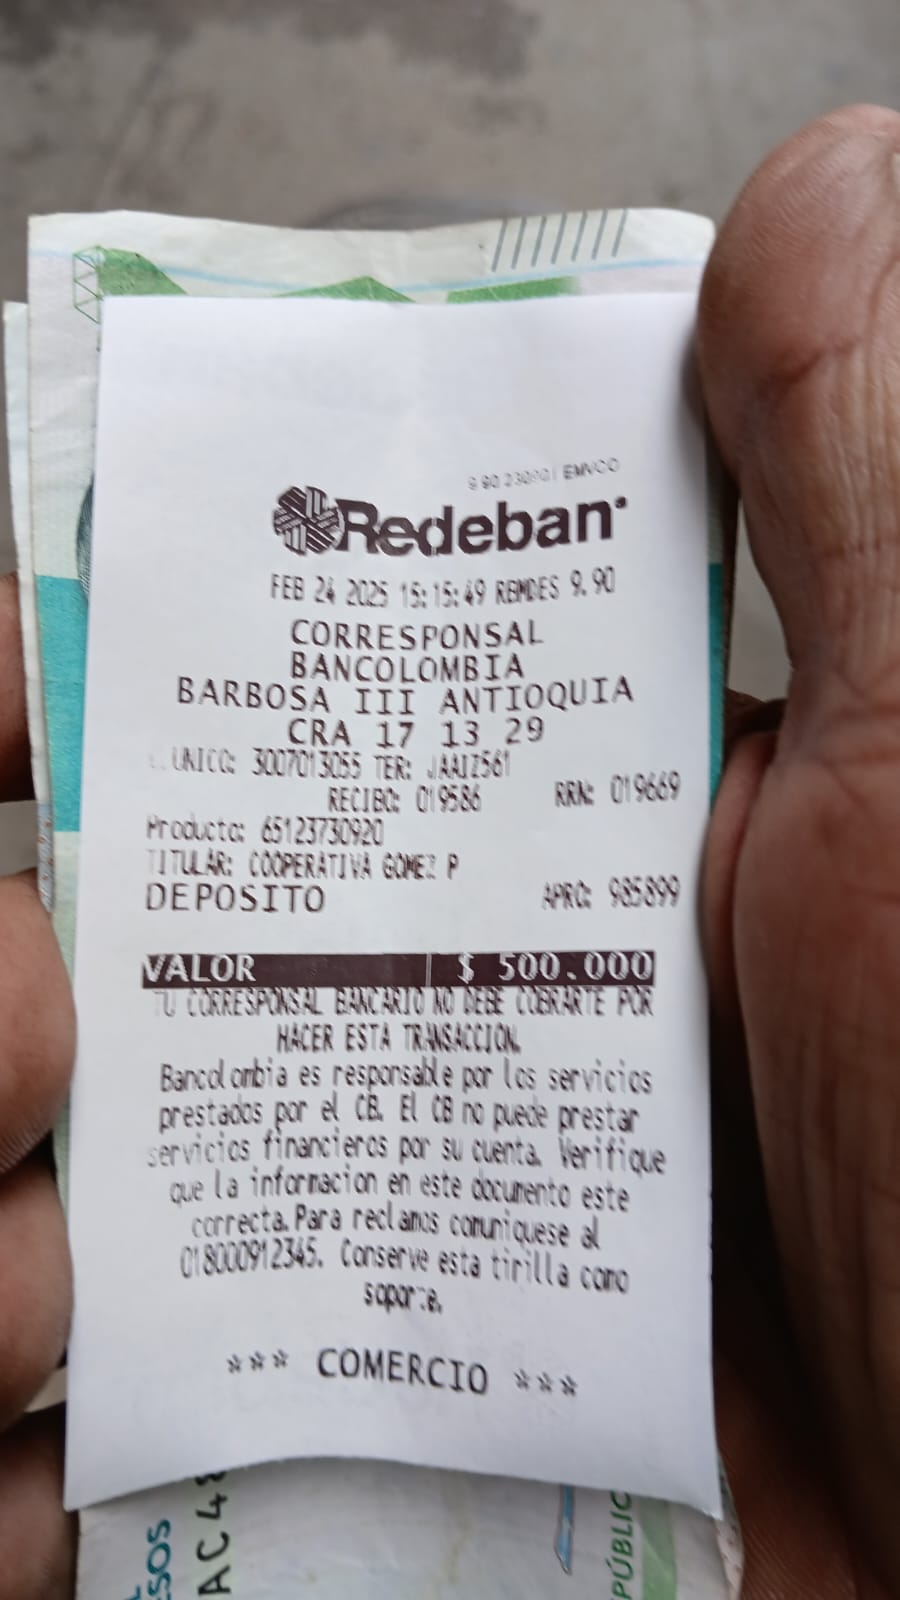 Redeban
FEB 24 2025 15:15:49 RBMDES 9.90
CORRESPONSAL
BANCOLOMBIA
BARBOSA III ANTIOQUIA
CRA 17 13 29
UNICO: 3007013055 TER: JAAIZ561
RECIBO: 019586 RRN: 019669
Producto: 65123730920
TITULAR: COOPERATIVA GOMEZ P
DEPOSITO APRO: 985899
VALOR $ 500.000
TU CORRESPONSAL BANCARIO NO DEBE COBRARTE POR
HACER ESTA TRANSACCION.
Bancolombia es responsable por los servicios
prestados por el CB. El CB no puede prestar
servicios financieros por su cuenta. Verifique
que la informacion en este documento este
correcta. Para reclamos comuniquese al
018000912345. Conserve esta tirilla como
soporte.
*** COMERCIO ***